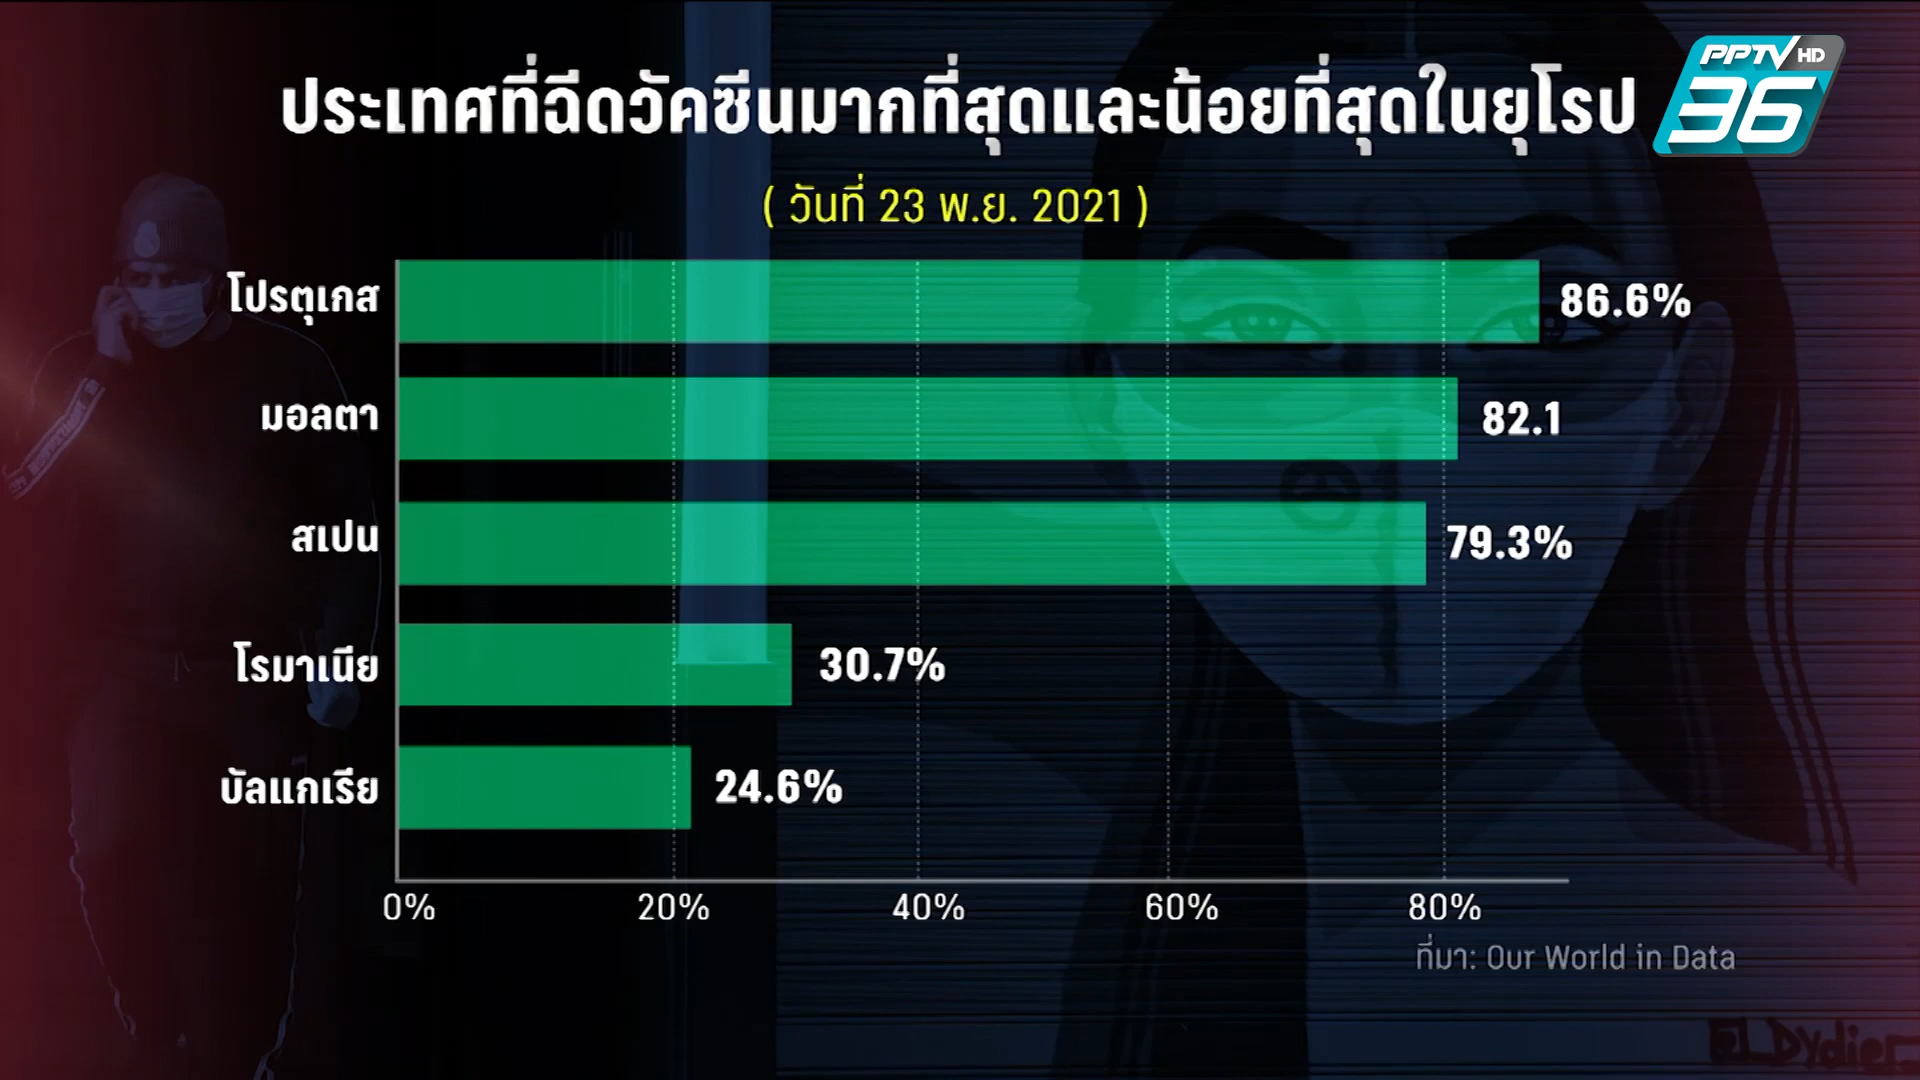 PPTV HD
36
ประเทศที่ฉีดวัคซีนมากที่สุดและน้อยที่สุดในยุโรป
( วันที่ 23 พ.ย. 2021 )
โปรตุเกส 86.6%
มอลตา 82.1
สเปน 79.3%
โรมาเนีย 30.7%
บัลแกเรีย 24.6%
0% 20% 40% 60% 80%
ที่มา: Our World in Data